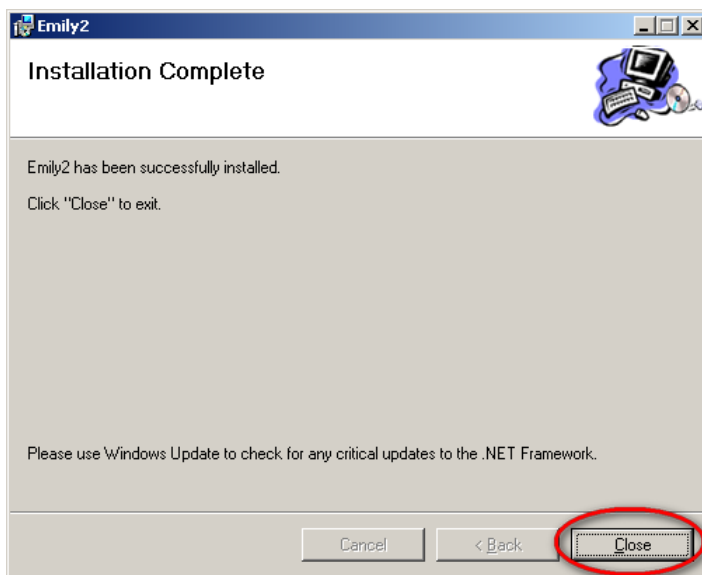 Emily2
Installation Complete
Emily2 has been successfully installed.
Click "Close" to exit.
Please use Windows Update to check for any critical updates to the .NET Framework.
Cancel < Back Close